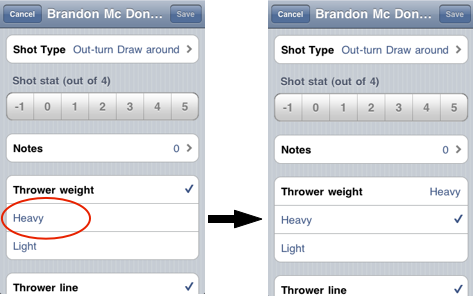 Cancel Brandon Mc Don... Save
Shot Type Out-turn Draw around
Shot stat (out of 4)
-1 0 1 2 3 4 5
Notes 0
Thrower weight
Heavy
Light
Thrower line
Cancel Brandon Mc Don... Save
Shot Type Out-turn Draw around
Shot stat (out of 4)
-1 0 1 2 3 4 5
Notes 0
Thrower weight Heavy
Heavy
Light
Thrower line